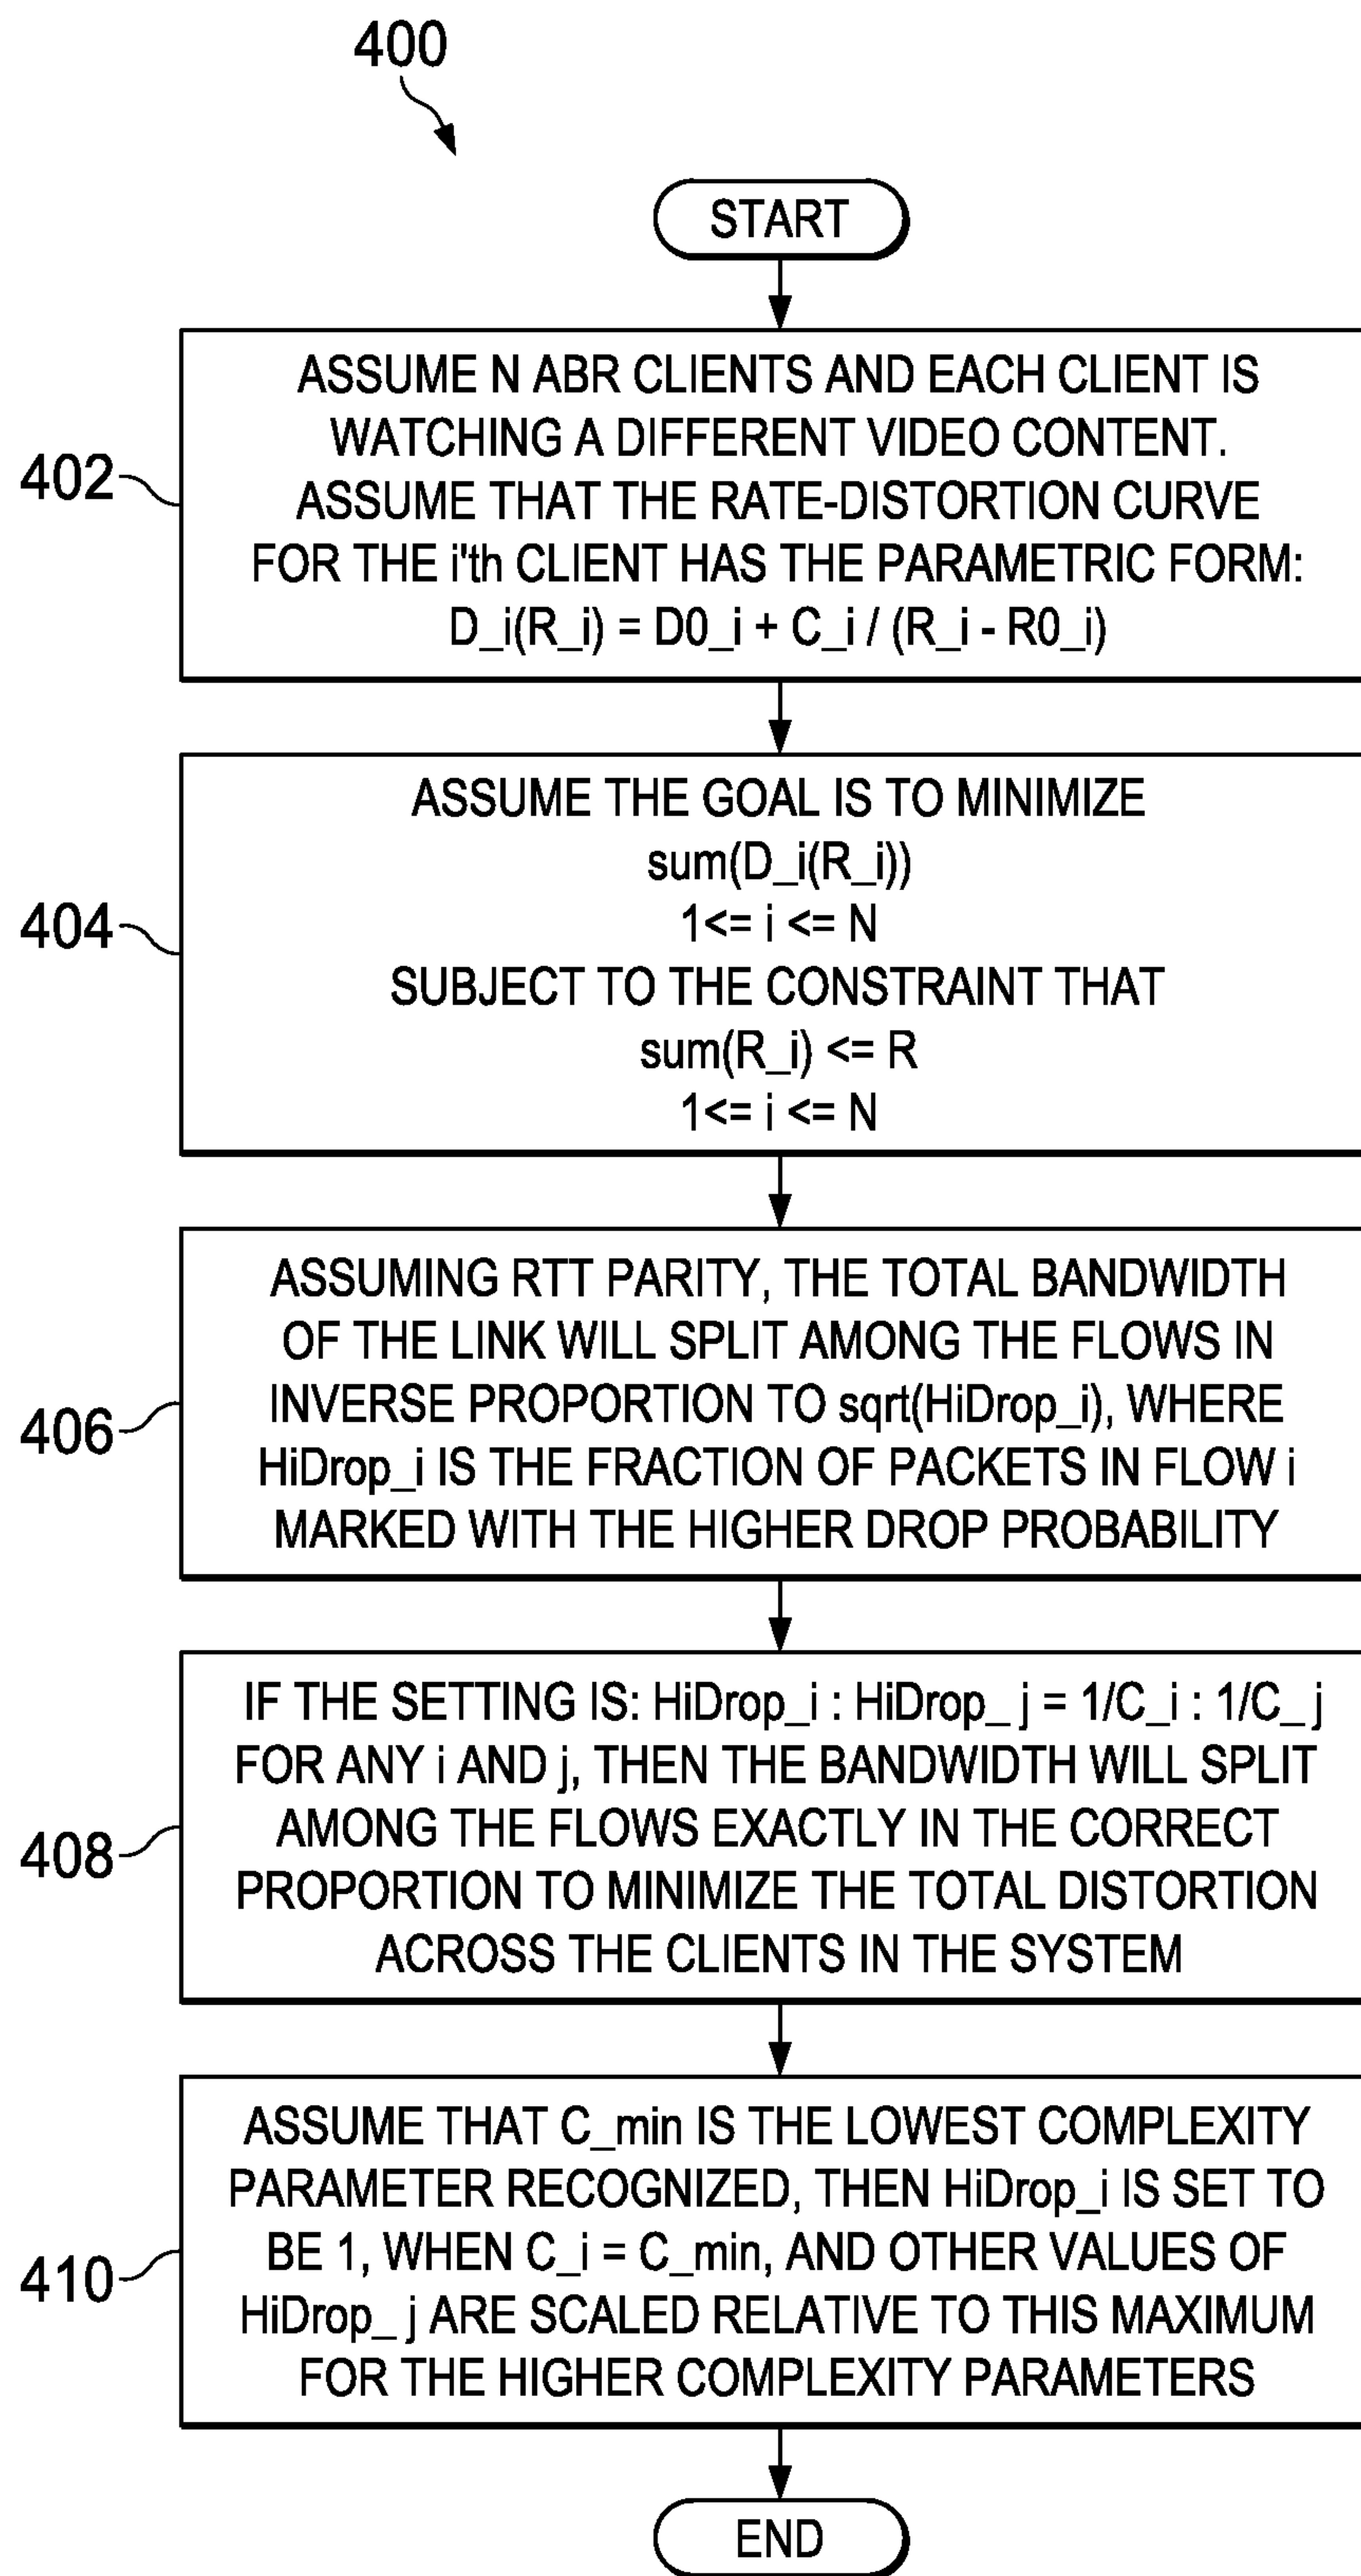 400
START
402
ASSUME N ABR CLIENTS AND EACH CLIENT IS
WATCHING A DIFFERENT VIDEO CONTENT.
ASSUME THAT THE RATE-DISTORTION CURVE
FOR THE i'th CLIENT HAS THE PARAMETRIC FORM:
D_i(R_i) = D0_i + C_i / (R_i - R0_i)
404
ASSUME THE GOAL IS TO MINIMIZE
sum(D_i(R_i))
1<= i <= N
SUBJECT TO THE CONSTRAINT THAT
sum(R_i) <= R
1<= i <= N
406
ASSUMING RTT PARITY, THE TOTAL BANDWIDTH
OF THE LINK WILL SPLIT AMONG THE FLOWS IN
INVERSE PROPORTION TO sqrt(HiDrop_i), WHERE
HiDrop_i IS THE FRACTION OF PACKETS IN FLOW i
MARKED WITH THE HIGHER DROP PROBABILITY
408
IF THE SETTING IS: HiDrop_i : HiDrop_ j = 1/C_i : 1/C_ j
FOR ANY i AND j, THEN THE BANDWIDTH WILL SPLIT
AMONG THE FLOWS EXACTLY IN THE CORRECT
PROPORTION TO MINIMIZE THE TOTAL DISTORTION
ACROSS THE CLIENTS IN THE SYSTEM
410
ASSUME THAT C_min IS THE LOWEST COMPLEXITY
PARAMETER RECOGNIZED, THEN HiDrop_i IS SET TO
BE 1, WHEN C_i = C_min, AND OTHER VALUES OF
HiDrop_ j ARE SCALED RELATIVE TO THIS MAXIMUM
FOR THE HIGHER COMPLEXITY PARAMETERS
END